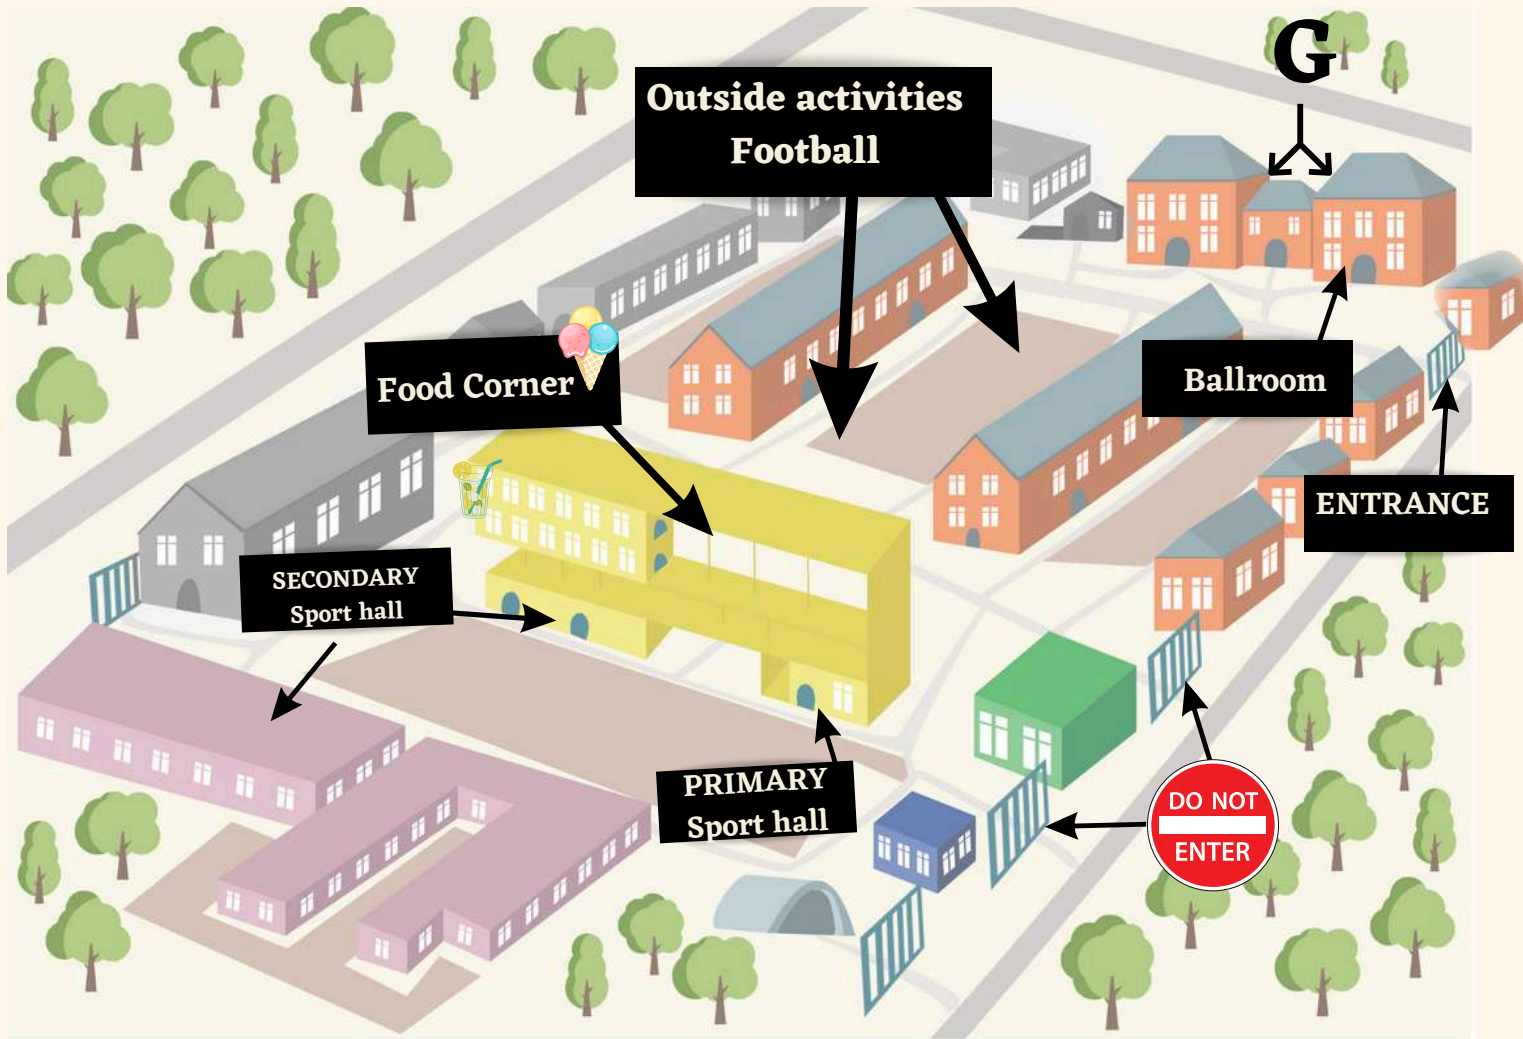 G
Outside activities
Football
Food Corner
Ballroom
ENTRANCE
SECONDARY
Sport hall
PRIMARY
Sport hall
DO NOT
ENTER